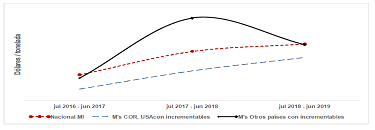 Dólares / tonelada
jul 2016 - jun 2017
jul 2017 - jun 2018
jul 2018 - jun 2019
Nacional MI
M's COR, USAcon incrementables
M's Otros países con incrementables